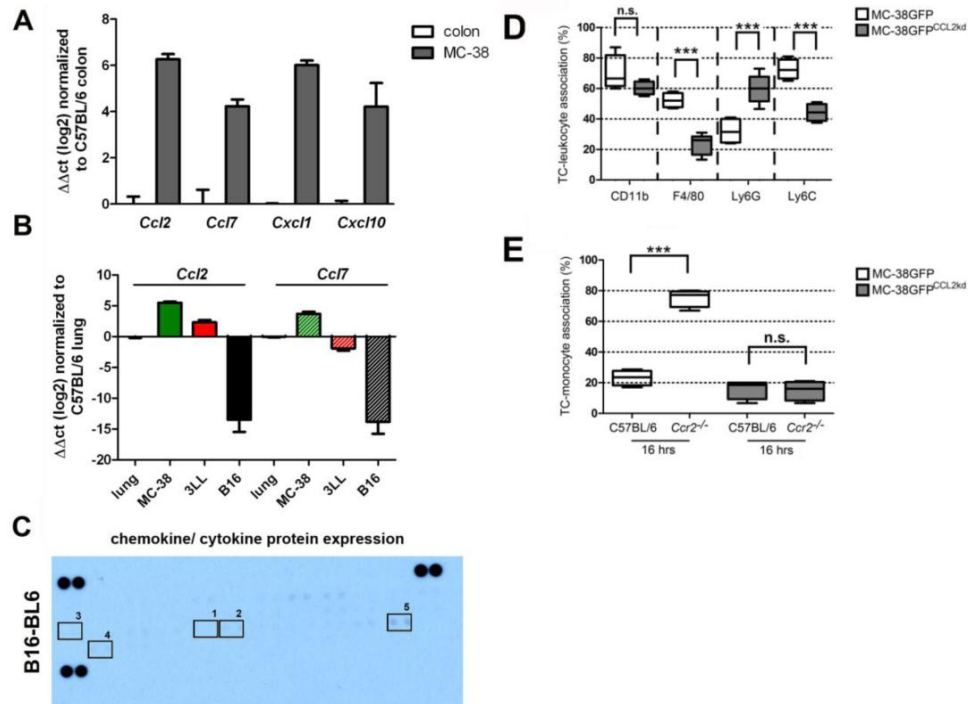 A
ΔΔct (log2) normalized
to C57BL/6 colon
8
6
4
2
0
colon
MC-38
Ccl2 Ccl7 Cxcl1 Cxcl10
B
ΔΔct (log2) normalized to
C57BL/6 lung
Ccl2 Ccl7
10
5
0
-5
-10
-15
-20
lung MC-38 3LL B16 lung MC-38 3LL B16
C
chemokine/ cytokine protein expression
B16-BL6
3
4
1
2
5
D
TC-leukocyte association (%)
100
80
60
40
20
0
n.s. *** *** ***
CD11b F4/80 Ly6G Ly6C
MC-38GFP
MC-38GFPCCL2kd
E
TC-monocyte association (%)
100
80
60
40
20
0
***
n.s.
C57BL/6 Ccr2-/- C57BL/6 Ccr2-/-
16 hrs 16 hrs
MC-38GFP
MC-38GFPCCL2kd